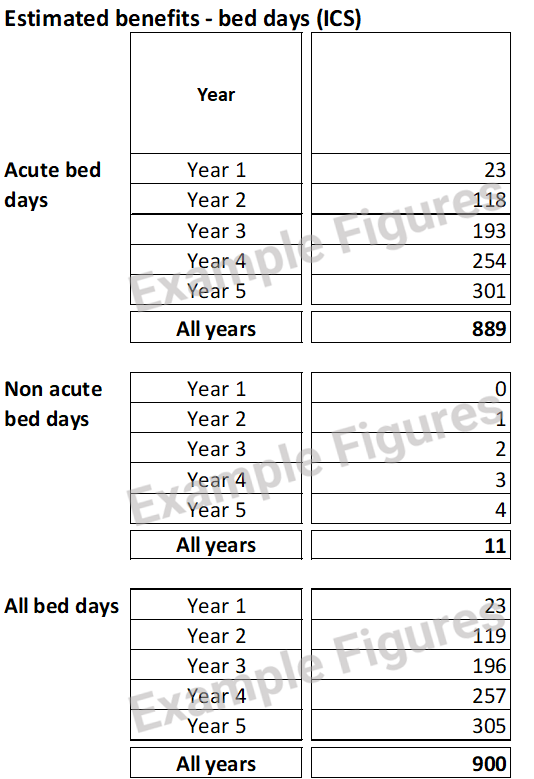 Estimated benefits - bed days (ICS)
Year
Acute bed days
Year 1 23
Year 2 118
Year 3 193
Year 4 254
Year 5 301
All years 889
Example Figures
Non acute bed days
Year 1 0
Year 2 1
Year 3 2
Year 4 3
Year 5 4
All years 11
Example Figures
All bed days
Year 1 23
Year 2 119
Year 3 196
Year 4 257
Year 5 305
All years 900
Example Figures